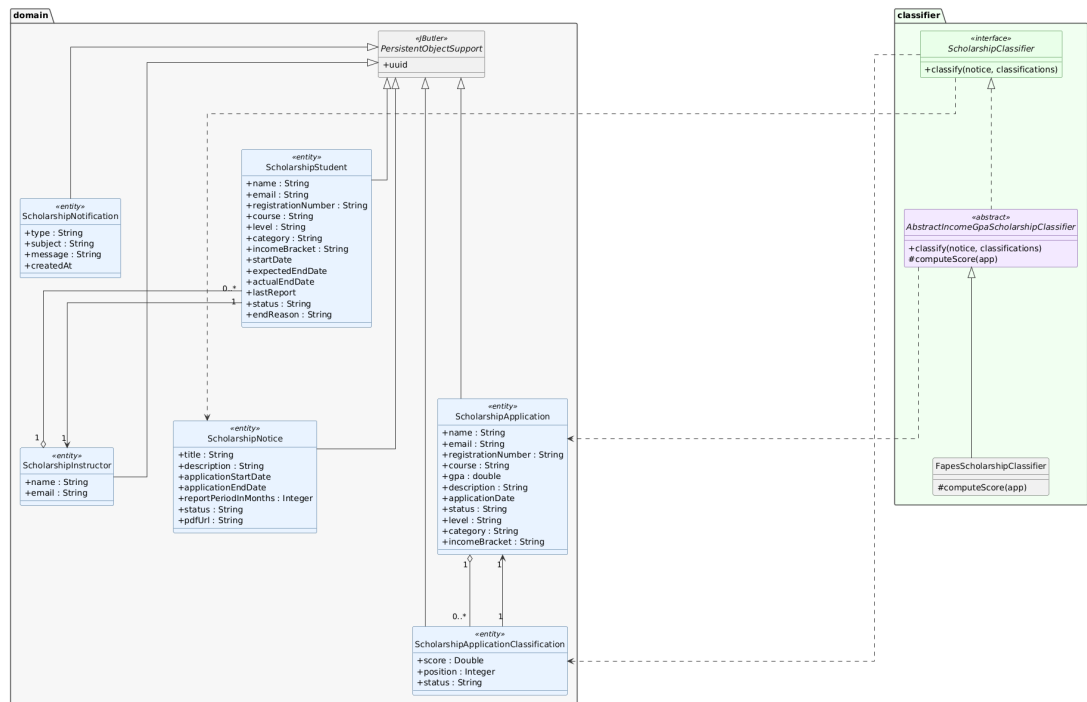 domain
«JButler»
PersistentObjectSupport
+uuid
«entity»
ScholarshipStudent
+name : String
+email : String
+registrationNumber : String
+course : String
+level : String
+category : String
+incomeBracket : String
+startDate
+expectedEndDate
+actualEndDate
+lastReport
+status : String
+endReason : String
«entity»
ScholarshipNotification
+type : String
+subject : String
+message : String
+createdAt
0..*
1
1
1
«entity»
ScholarshipInstructor
+name : String
+email : String
«entity»
ScholarshipNotice
+title : String
+description : String
+applicationStartDate
+applicationEndDate
+reportPeriodInMonths : Integer
+status : String
+pdfUrl : String
«entity»
ScholarshipApplication
+name : String
+email : String
+registrationNumber : String
+course : String
+gpa : double
+description : String
+applicationDate
+status : String
+level : String
+category : String
+incomeBracket : String
1
1
0..*
1
«entity»
ScholarshipApplicationClassification
+score : Double
+position : Integer
+status : String
classifier
«interface»
ScholarshipClassifier
+classify(notice, classifications)
«abstract»
AbstractIncomeGpaScholarshipClassifier
+classify(notice, classifications)
#computeScore(app)
FapesScholarshipClassifier
#computeScore(app)